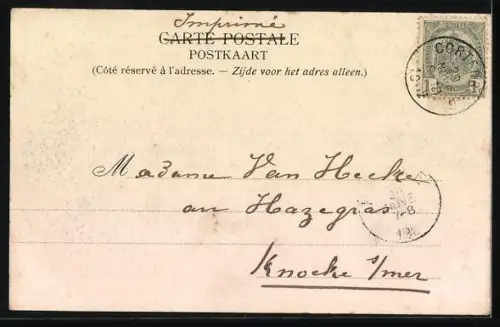 Imprimé
CARTE POSTALE
POSTKAART
(Côté réservé à l'adresse. — Zijde voor het adres alleen.)
CORT
Madame Van Hecke
au Hazegras
Knocke s/mer